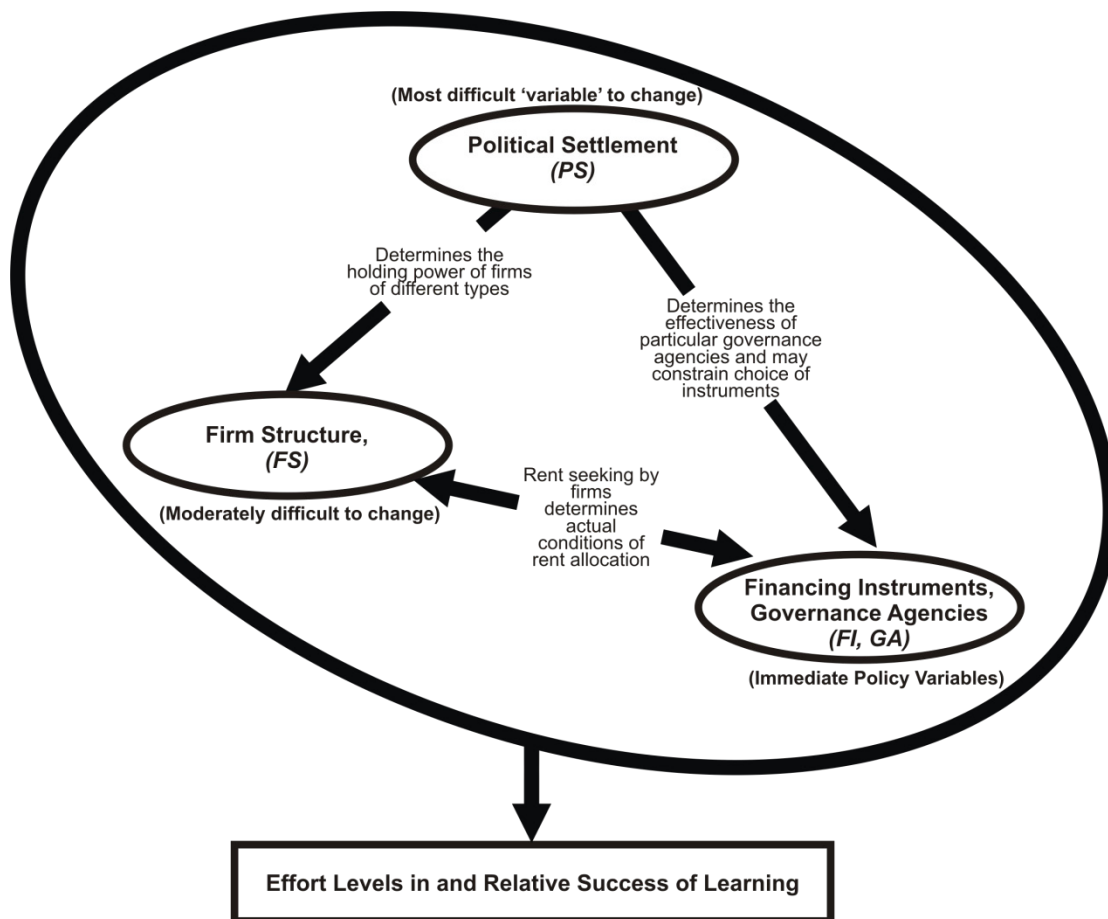 (Most difficult ‘variable’ to change)
Political Settlement
(PS)
Determines the
holding power of firms
of different types
Determines the
effectiveness of
particular governance
agencies and may
constrain choice of
instruments
Firm Structure,
(FS)
(Moderately difficult to change)
Rent seeking by
firms
determines
actual
conditions of
rent allocation
Financing Instruments,
Governance Agencies
(FI, GA)
(Immediate Policy Variables)
Effort Levels in and Relative Success of Learning